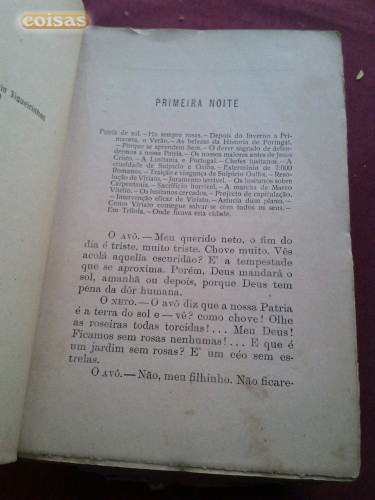 coisas
io Figueirinhas
PRIMEIRA NOITE
Patria de sol.—Ha sempre rosas.—Depois do Inverno a Pri-
mavera, o Verão.—As belezas da Historia de Portugal.
—Porque se aprendem bem.—O dever sagrado de defen-
dermos a nossa Patria.—Os nossos maiores antes de Jesus
Cristo.—A Lusitania e Portugal.—Chefes lusitanos.—A
crueldade de Sulpicio e Galba.—Exterminio de 7:000
Romanos.—Traição e vingança de Sulpicio Galba.—Reso-
lução de Viriato.—Juramento terrivel.—Os lusitanos sobre
Carpentania.—Sacrificio horrivel.—A marcha de Marco
Vitelio.—Os lusitanos cercados.—Projecto de capitulação.
—Intervenção eficaz de Viriato.—Astucia dum plano.—
Como Viriato consegue salvar-se com todos os seus.—
Em Tribola.—Onde ficava esta cidade.
O AVÔ.—Meu querido neto, o fim do
dia é triste, muito triste. Chove muito. Vês
acolá aquella escuridão? E' a tempestade
que se aproxima. Porém, Deus mandará o
sol, amanhã ou depois, porque Deus tem
pena da dôr humana.
O NETO.—O avô diz que a nossa Patria
é a terra do sol e—vê? como chove! Olhe
as roseiras todas torcidas!... Meu Deus!
Ficamos sem rosas nenhumas!... E que é
um jardim sem rosas? E' um céo sem es-
trelas.
O AVÔ.—Não, meu filhinho. Não ficare-